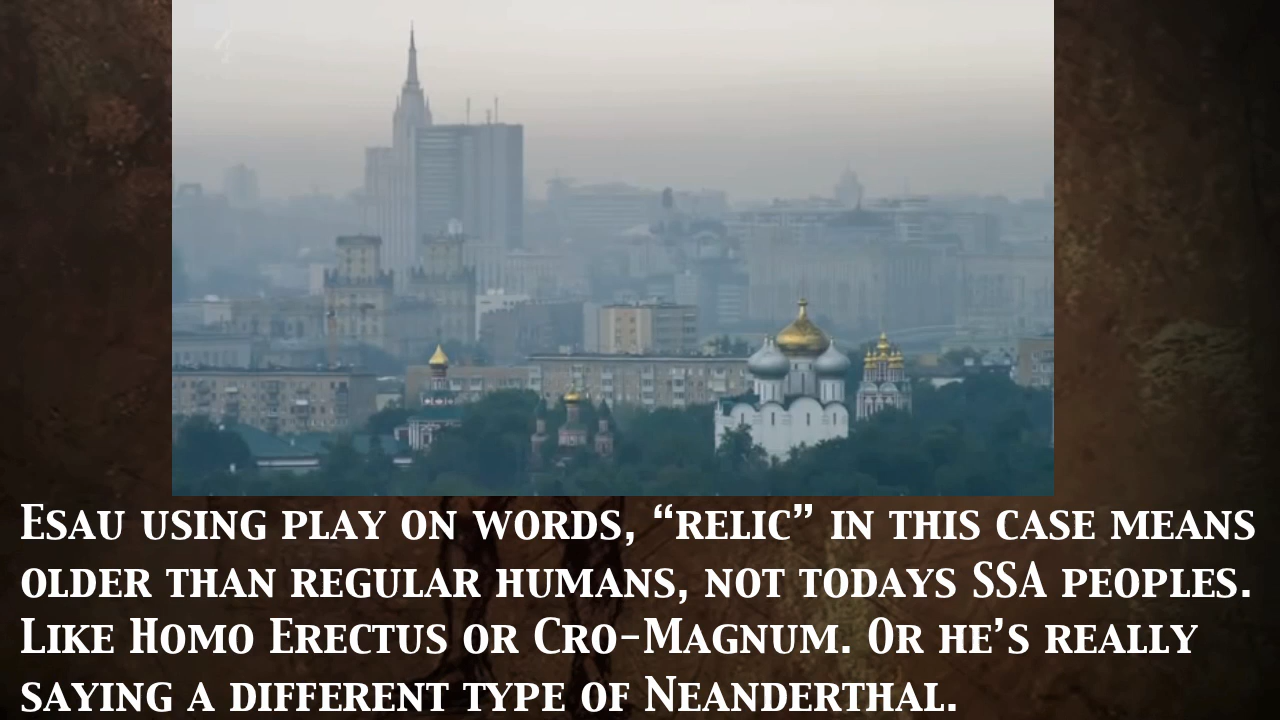 Esau using play on words, “relic” in this case means
older than regular humans, not todays SSA peoples.
Like Homo Erectus or Cro-Magnum. Or he’s really
saying a different type of Neanderthal.